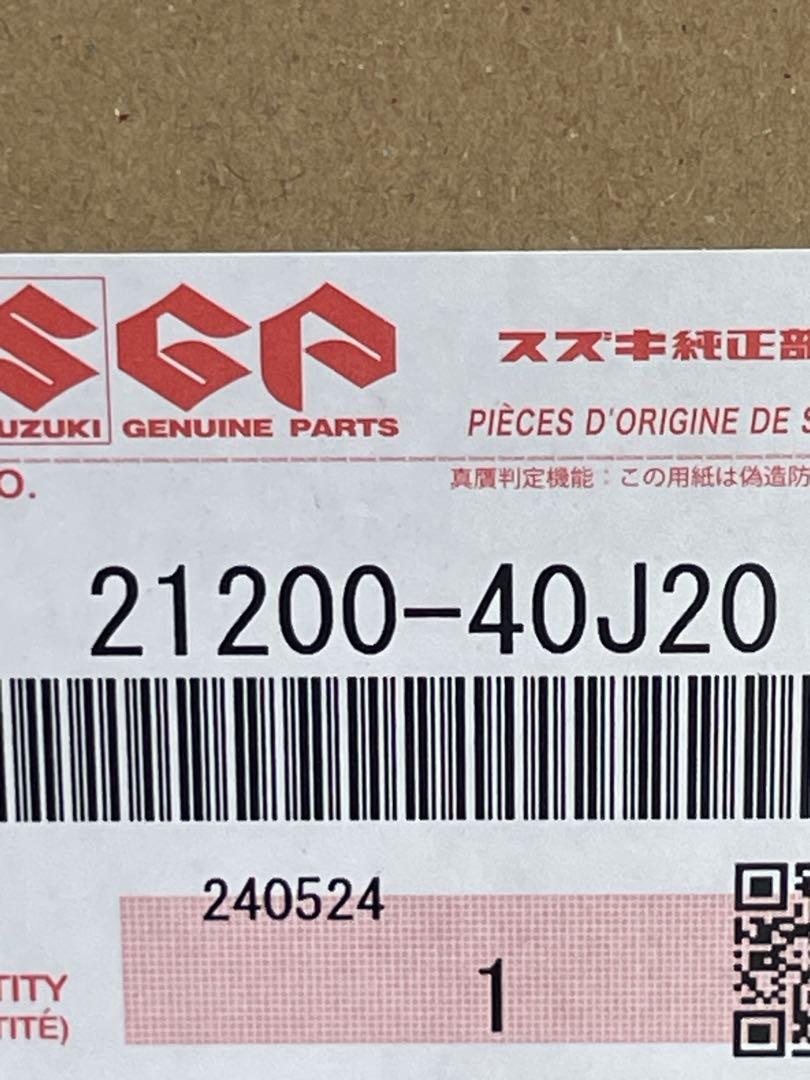 UZUKI GENUINE PARTS
スズキ純正部
PIÈCES D'ORIGINE DE S
O.
真贋判定機能：この用紙は偽造防
21200-40J20
240524
TITY
1
TITÉ)